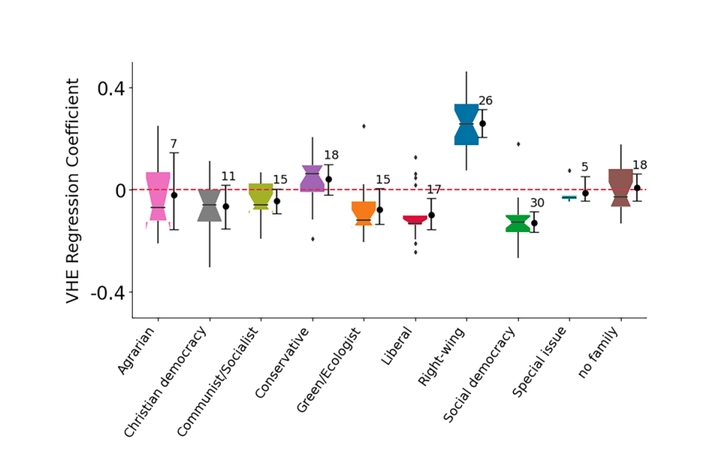 VHE Regression Coefficient
0.4
0
-0.4
7
11
15
18
15
17
26
30
5
18
Agrarian
Christian democracy
Communist/Socialist
Conservative
Green/Ecologist
Liberal
Right-wing
Social democracy
Special issue
no family